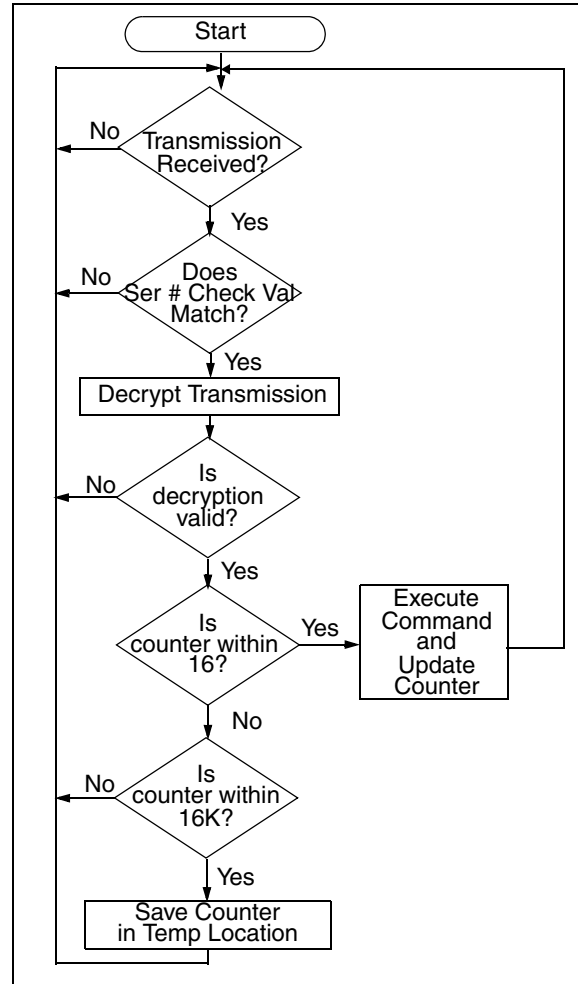 Start
No
Transmission
Received?
Yes
No
Does
Ser # Check Val
Match?
Yes
Decrypt Transmission
No
Is
decryption
valid?
Yes
Is
counter within
16?
Yes
Execute
Command
and
Update
Counter
No
No
Is
counter within
16K?
Yes
Save Counter
in Temp Location